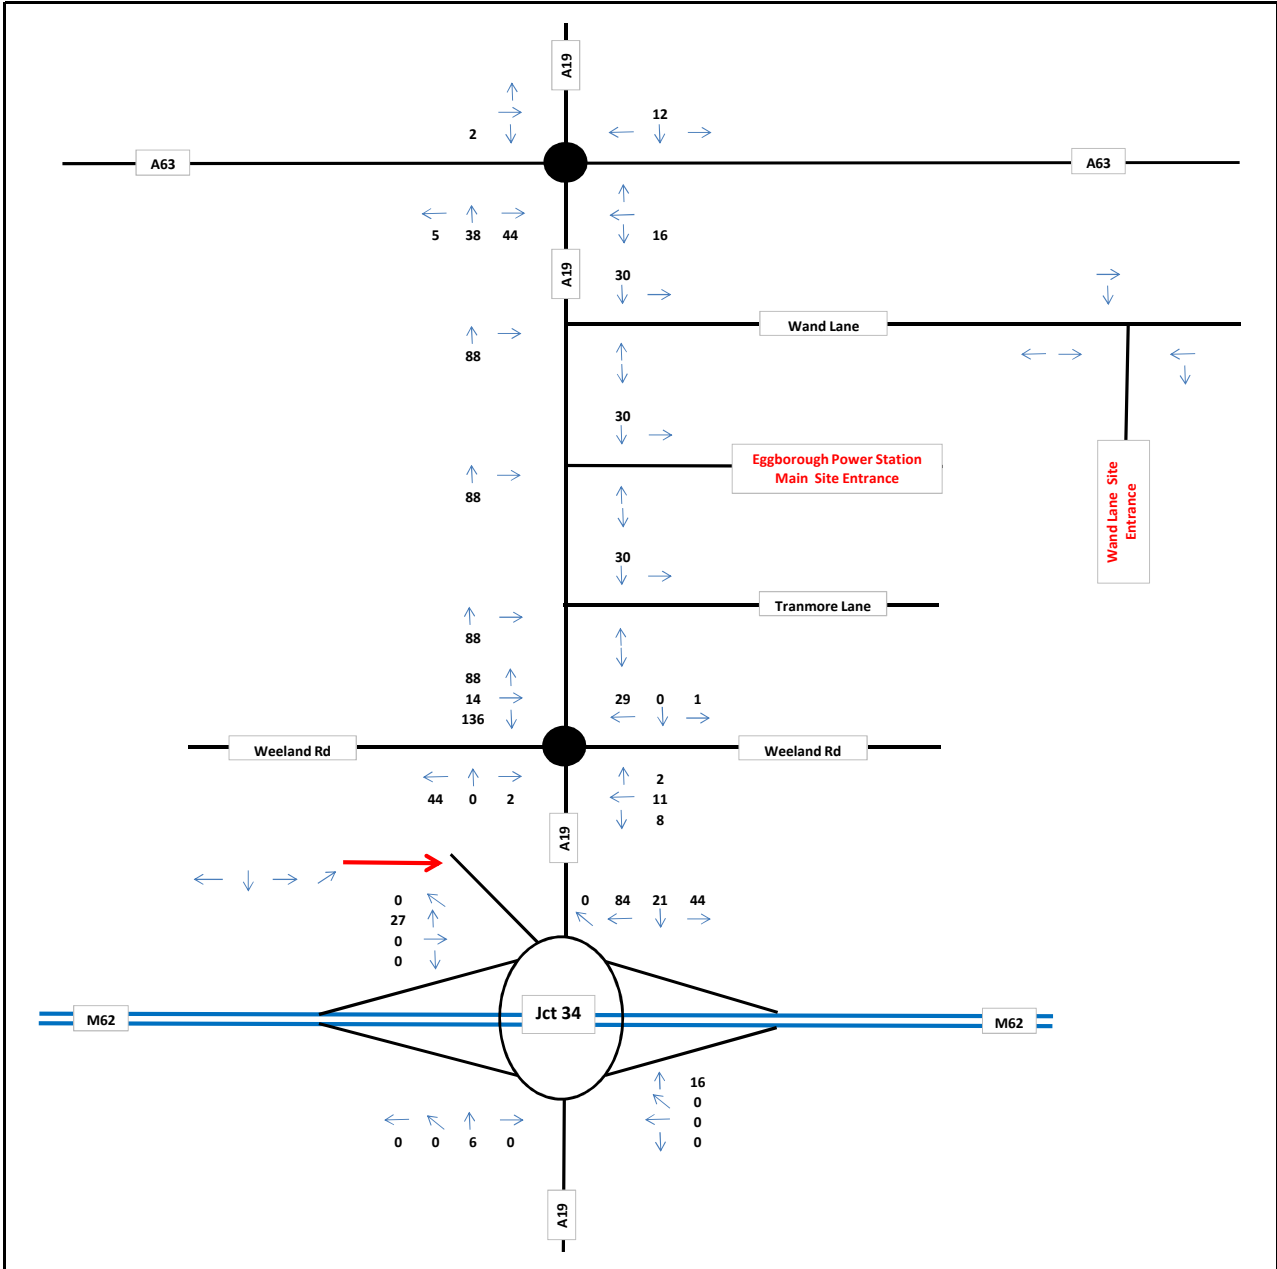 A19
12
2
A63
A63
5 38 44
16
A19
30
Wand Lane
88
30
Eggborough Power Station
Main Site Entrance
Wand Lane Site
Entrance
88
30
Tranmore Lane
88
88
14
136
29 0 1
Weeland Rd
Weeland Rd
44 0 2
2
11
8
A19
0
27
0
0
0 84 21 44
Jct 34
M62
M62
16
0
0
0
0 0 6 0
A19